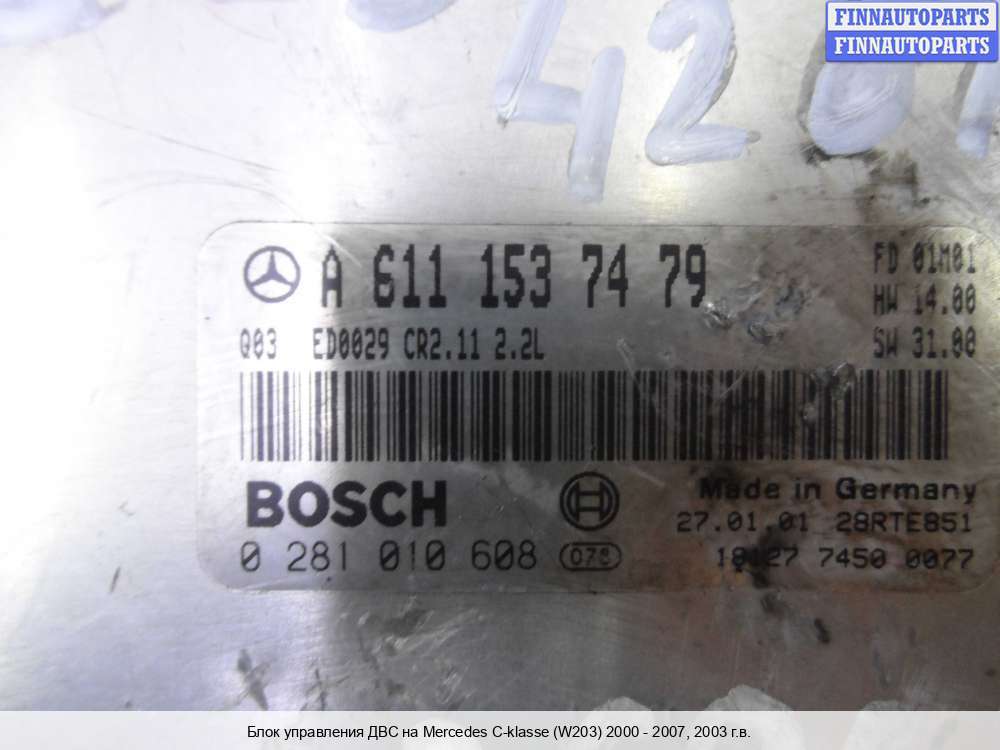 FINNAUTOPARTS
FINNAUTOPARTS
420
A 611 153 74 79
FD 01M01
HW 14.00
Q03 ED0029 CR2.11 2.2L
SW 31.00
BOSCH
Made in Germany
27.01.01 28RTE851
0 281 010 608
7450 0077
Блок управления ДВС на Mercedes C-klasse (W203) 2000 - 2007, 2003 г.в.